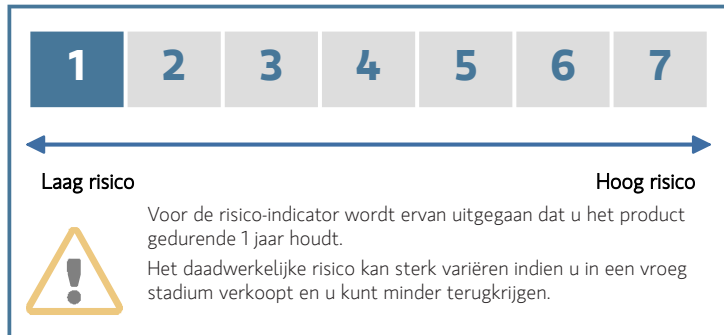 1 2 3 4 5 6 7
Laag risico Hoog risico
Voor de risico-indicator wordt ervan uitgegaan dat u het product
gedurende 1 jaar houdt.
Het daadwerkelijke risico kan sterk variëren indien u in een vroeg
stadium verkoopt en u kunt minder terugkrijgen.